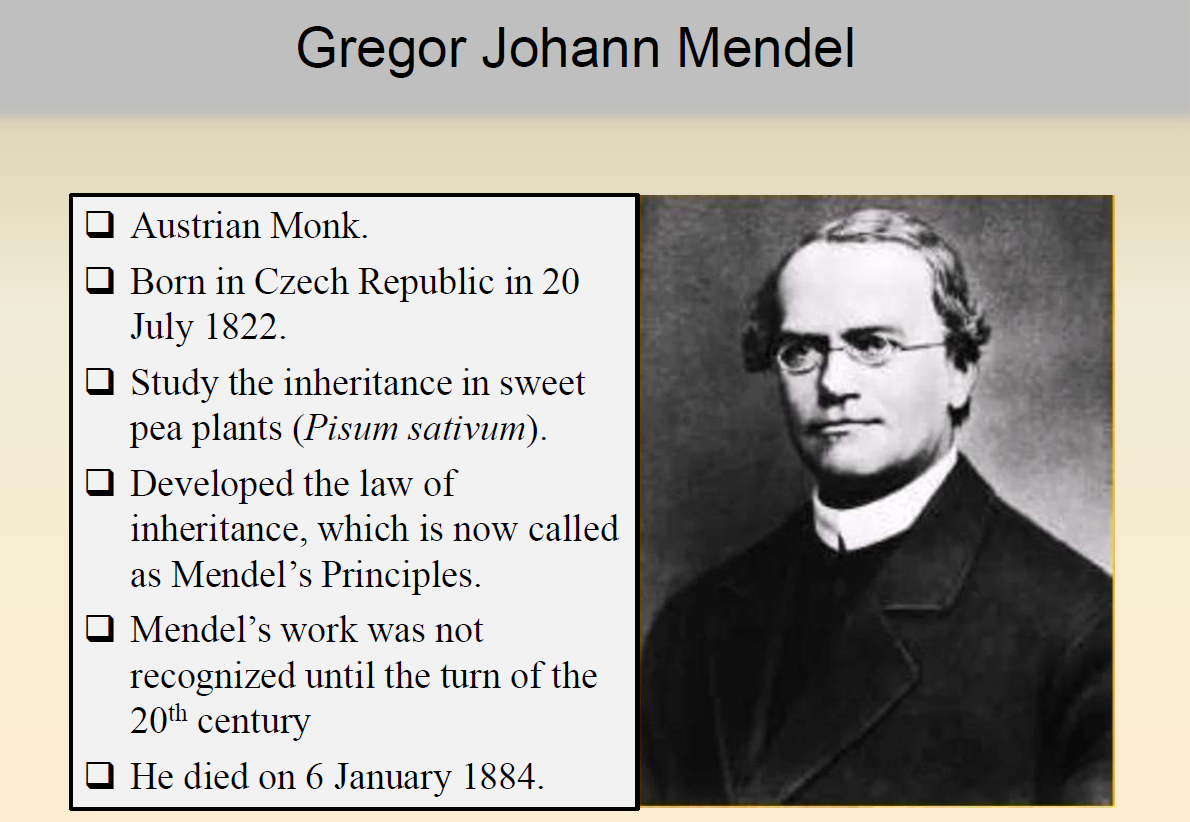 Gregor Johann Mendel
❑ Austrian Monk.
❑ Born in Czech Republic in 20
July 1822.
❑ Study the inheritance in sweet
pea plants (Pisum sativum).
❑ Developed the law of
inheritance, which is now called
as Mendel’s Principles.
❑ Mendel’s work was not
recognized until the turn of the
20th century
❑ He died on 6 January 1884.